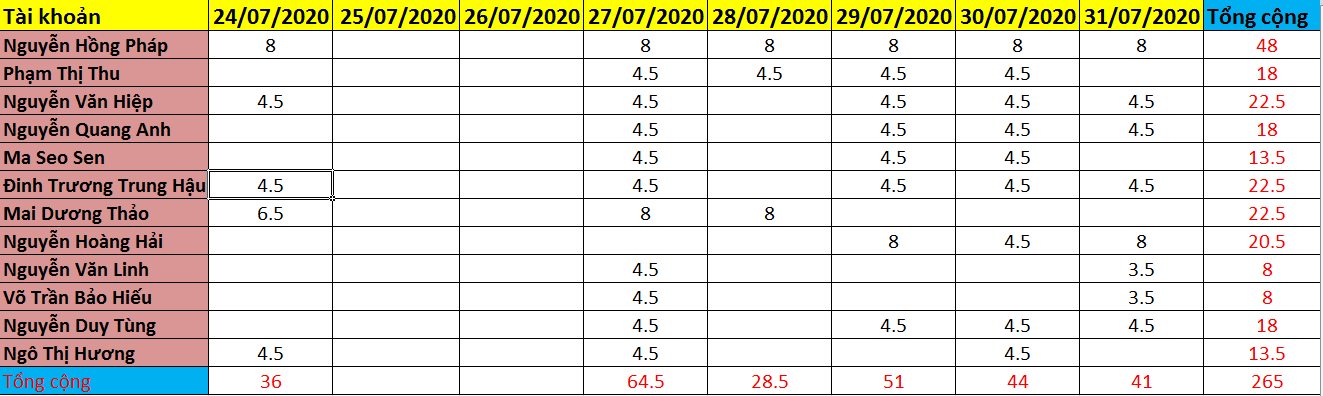 Tài khoản 24/07/2020 25/07/2020 26/07/2020 27/07/2020 28/07/2020 29/07/2020 30/07/2020 31/07/2020 Tổng cộng
Nguyễn Hồng Pháp 8 8 8 8 8 8 48
Phạm Thị Thu 4.5 4.5 4.5 4.5 18
Nguyễn Văn Hiệp 4.5 4.5 4.5 4.5 4.5 22.5
Nguyễn Quang Anh 4.5 4.5 4.5 4.5 18
Ma Seo Sen 4.5 4.5 4.5 13.5
Đinh Trương Trung Hậu 4.5 4.5 4.5 4.5 4.5 22.5
Mai Dương Thảo 6.5 8 8 22.5
Nguyễn Hoàng Hải 8 4.5 8 20.5
Nguyễn Văn Linh 4.5 3.5 8
Võ Trần Bảo Hiếu 4.5 3.5 8
Nguyễn Duy Tùng 4.5 4.5 4.5 4.5 18
Ngô Thị Hương 4.5 4.5 4.5 13.5
Tổng cộng 36 64.5 28.5 51 44 41 265